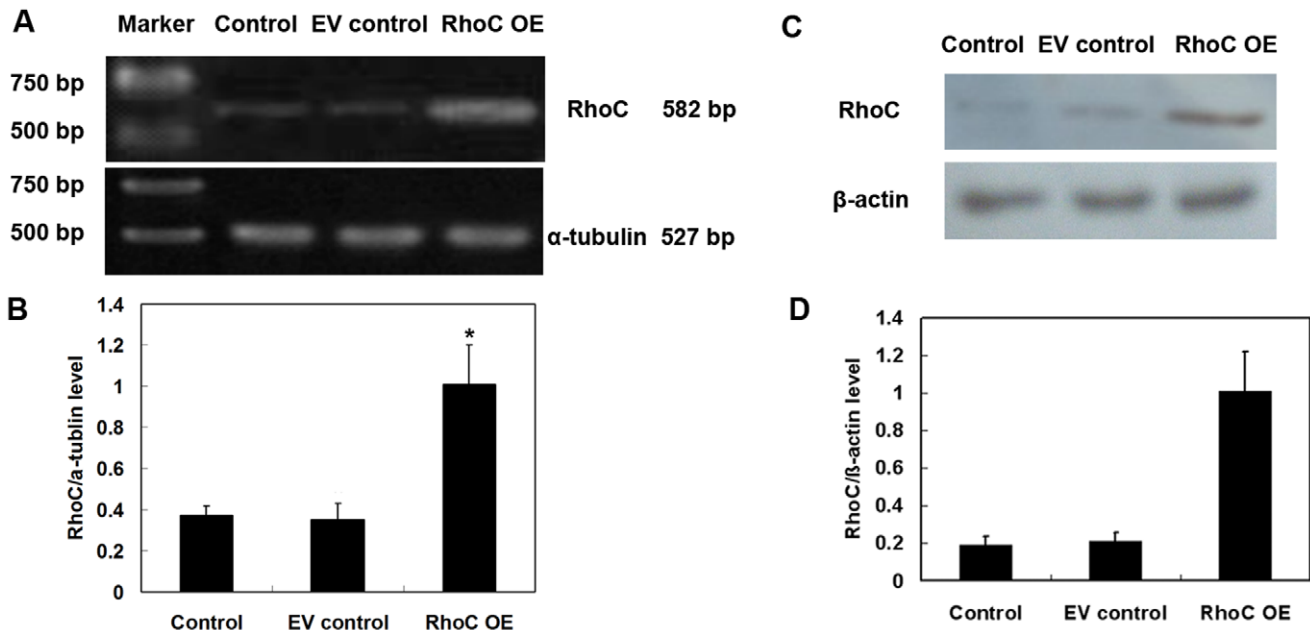 A
Marker Control EV control RhoC OE
750 bp
500 bp
RhoC 582 bp
750 bp
500 bp
α-tubulin 527 bp
B
RhoC/a-tublin level
1.4
1.2
1
0.8
0.6
0.4
0.2
0
*
Control EV control RhoC OE
C
Control EV control RhoC OE
RhoC
β-actin
D
RhoC/ß-actin level
1.4
1.2
1
0.8
0.6
0.4
0.2
0
Control EV control RhoC OE